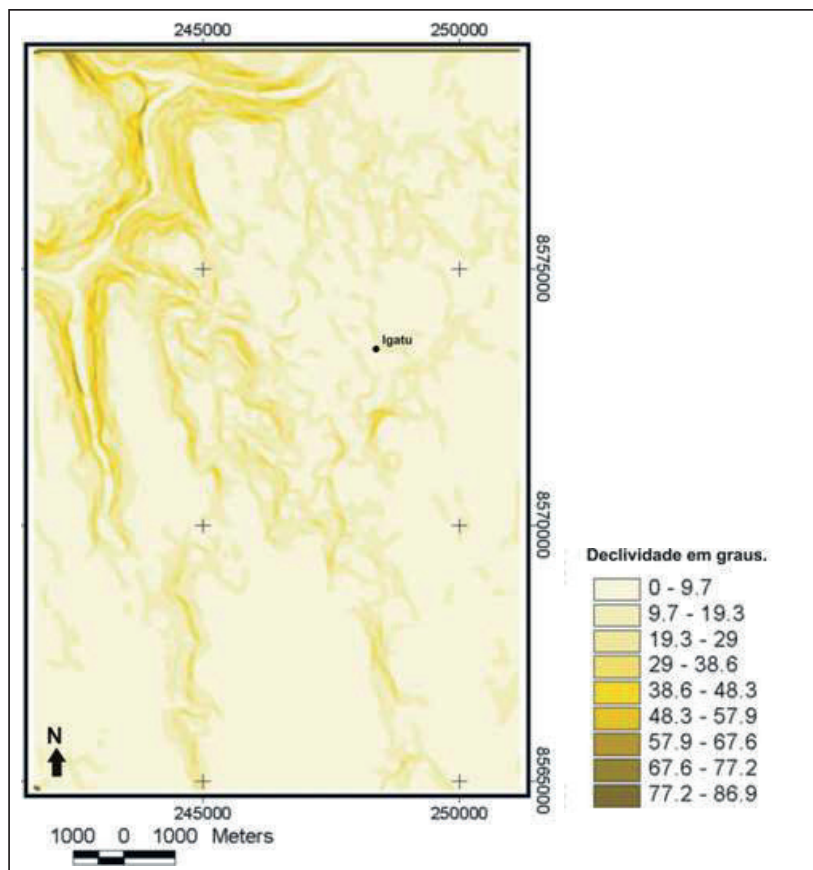 245000 250000
8575000
Igatu
8570000
Declividade em graus.
0 - 9.7
9.7 - 19.3
19.3 - 29
29 - 38.6
38.6 - 48.3
48.3 - 57.9
57.9 - 67.6
67.6 - 77.2
77.2 - 86.9
N
8565000
245000 250000
1000 0 1000 Meters